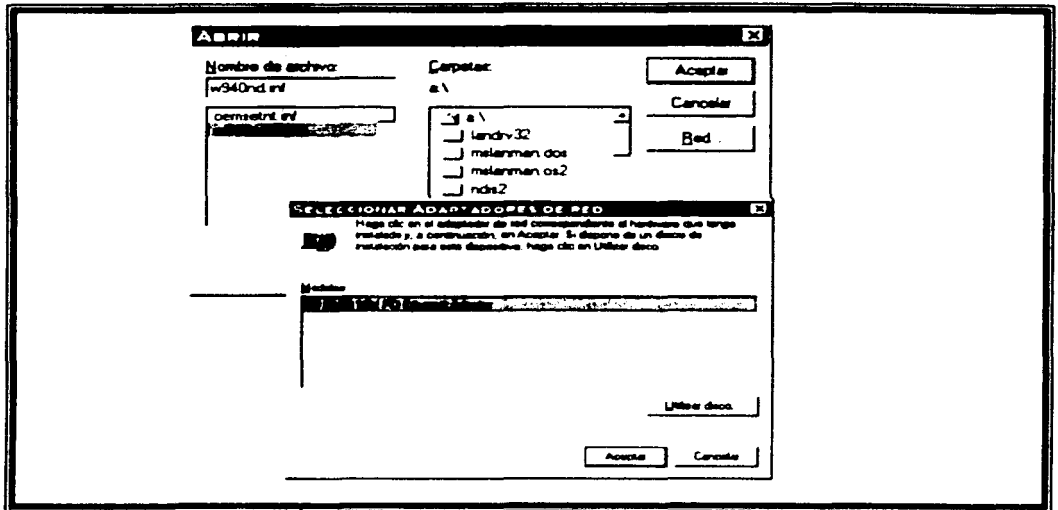 ABRIR
Nombre de archivo:
w940nd.inf
oemsetnt.inf
Carpetas:
a:\
a:\
landrv32
mslanman.dos
mslanman.os2
ndis2
Aceptar
Cancelar
Red...
SELECCIONAR ADAPTADORES DE RED
Haga clic en el adaptador de red correspondiente al hardware que tenga
instalado y, a continuación, en Aceptar. Si dispone de un disco de
instalación para este dispositivo, haga clic en Utilizar disco.
Modelos
Ethernet Adapter
Utilizar disco.
Aceptar
Cancelar